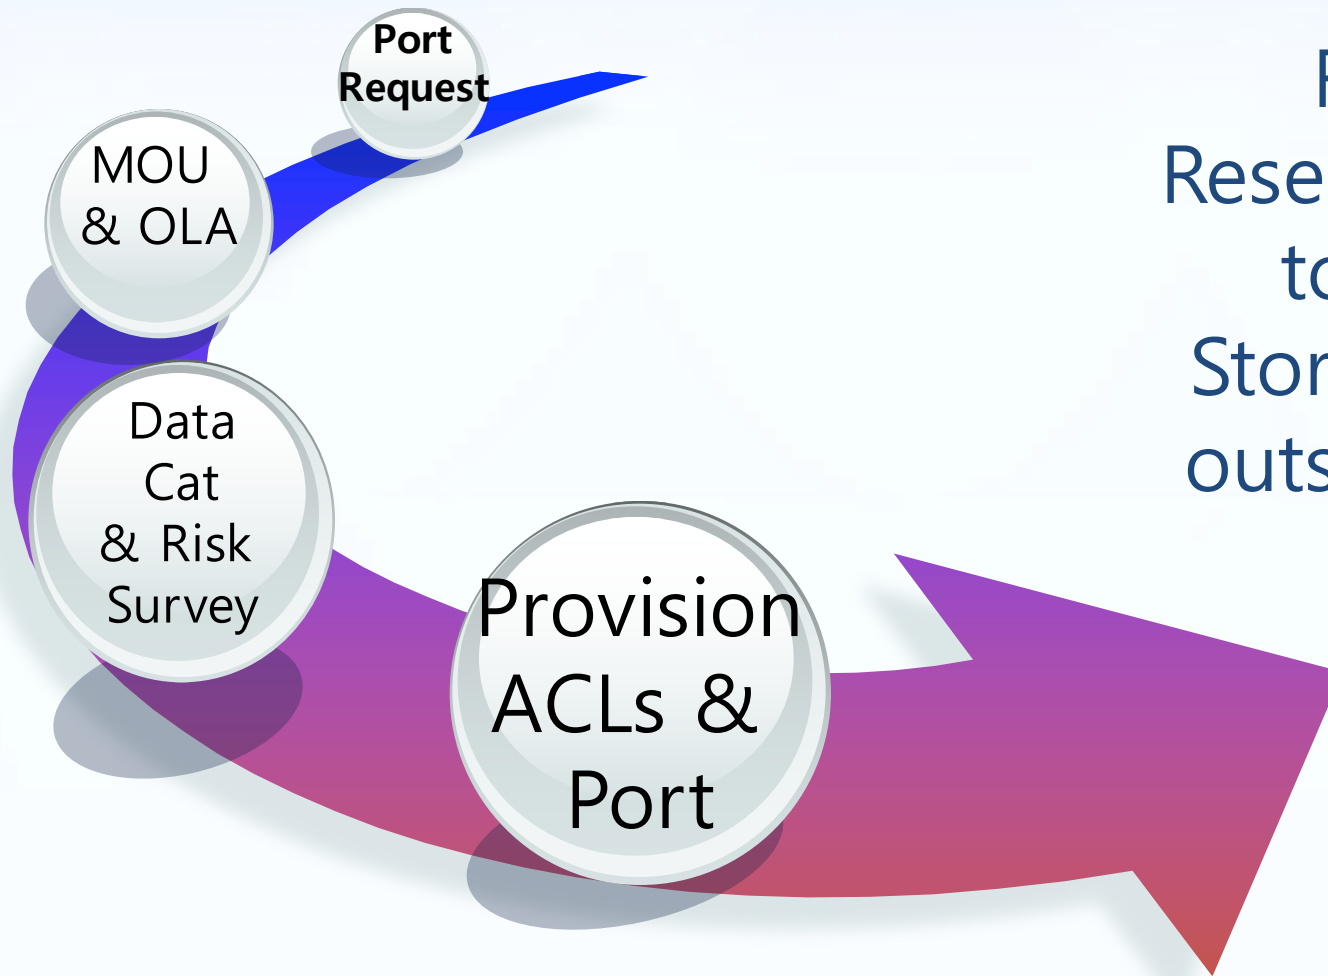 Port
Request
MOU
& OLA
Data
Cat
& Risk
Survey
Provision
ACLs &
Port